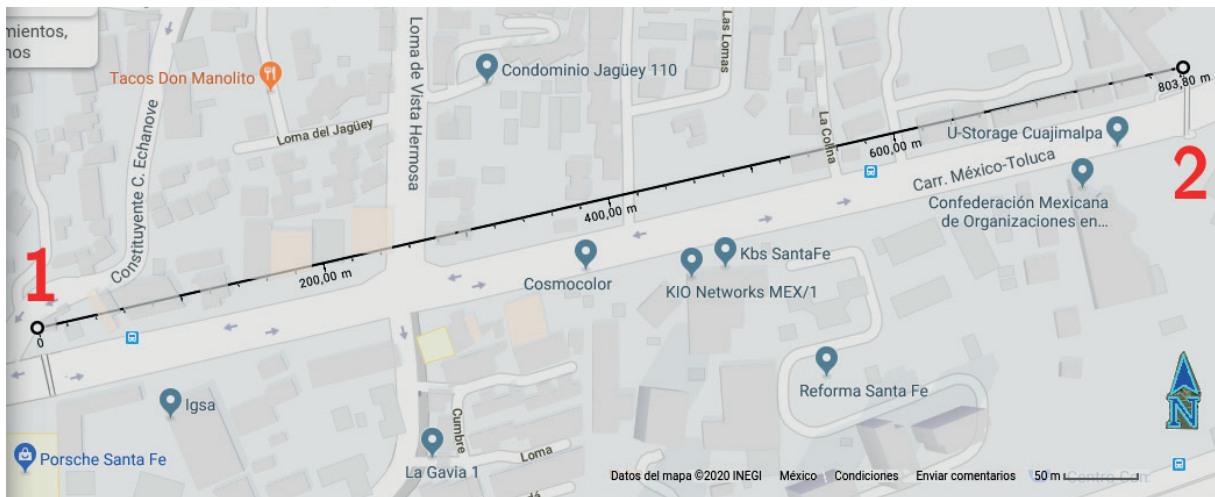 mientos,
nos
Tacos Don Manolito
Constituyente C. Echanove
Loma del Jagüey
Loma de Vista Hermosa
Condominio Jagüey 110
Las Lomas
La Colina
803,80 m
U-Storage Cuajimalpa
600,00 m
Carr. México-Toluca
Confederación Mexicana
de Organizaciones en...
2
400,00 m
1
200,00 m
Kbs SantaFe
Cosmocolor
KIO Networks MEX/1
0
Reforma Santa Fe
Igsa
N
Cumbre
Porsche Santa Fe
La Gavia 1
Loma
Datos del mapa ©2020 INEGI México Condiciones Enviar comentarios 50 m